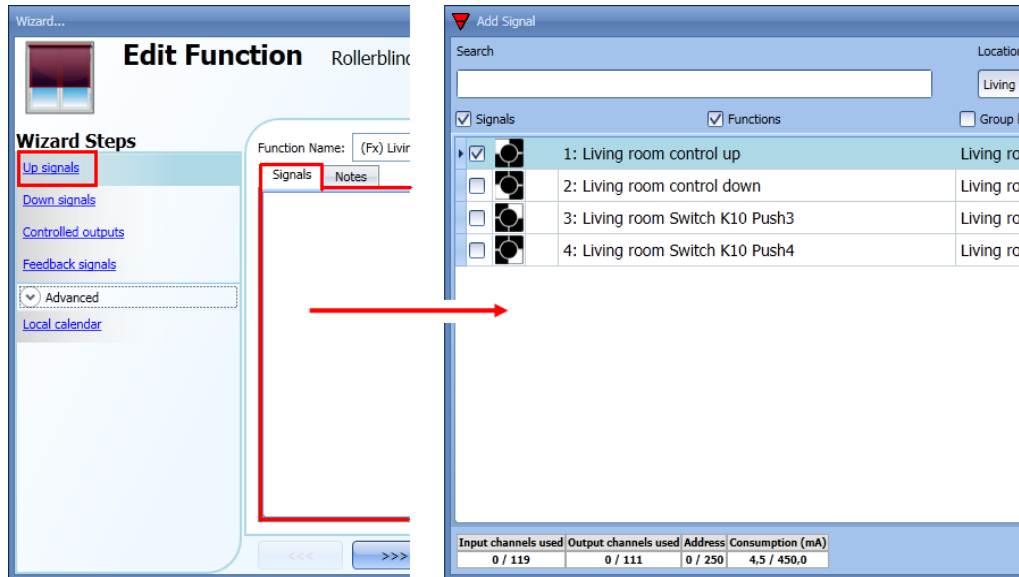 Wizard...
Edit Function Rollerblind
Wizard Steps
Up signals
Down signals
Controlled outputs
Feedback signals
Advanced
Local calendar
Function Name: (Fx) Livin
Signals Notes
<<< >>>
Add Signal
Search Location
Living
Signals Functions Group
1: Living room control up Living ro
2: Living room control down Living ro
3: Living room Switch K10 Push3 Living ro
4: Living room Switch K10 Push4 Living ro
Input channels used Output channels used Address Consumption (mA)
0 / 119 0 / 111 0 / 250 4,5 / 450,0